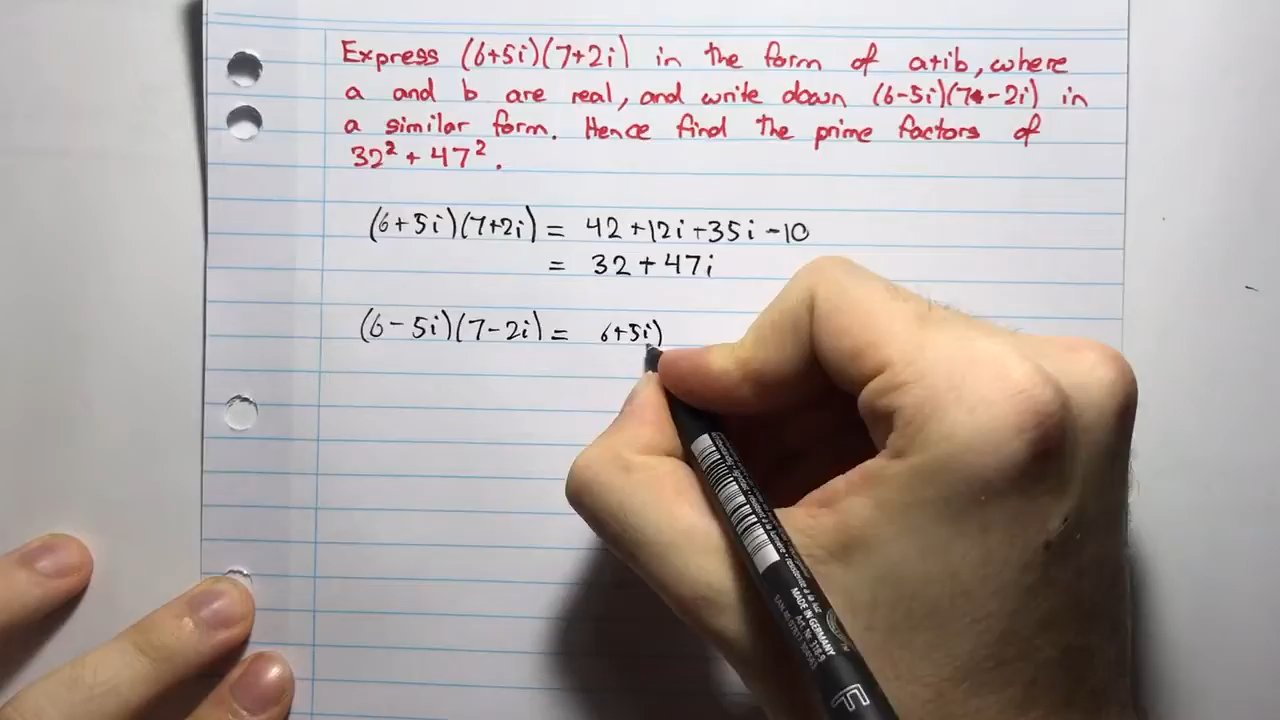 Express (6+5i)(7+2i) in the form of a+ib, where
a and b are real, and write down (6-5i)(7-2i) in
a similar form. Hence find the prime factors of
32² + 47².
(6+5i)(7+2i) = 42+12i+35i-10
= 32+47i
(6-5i)(7-2i) = 6+5i)
MADE IN GERMANY
F